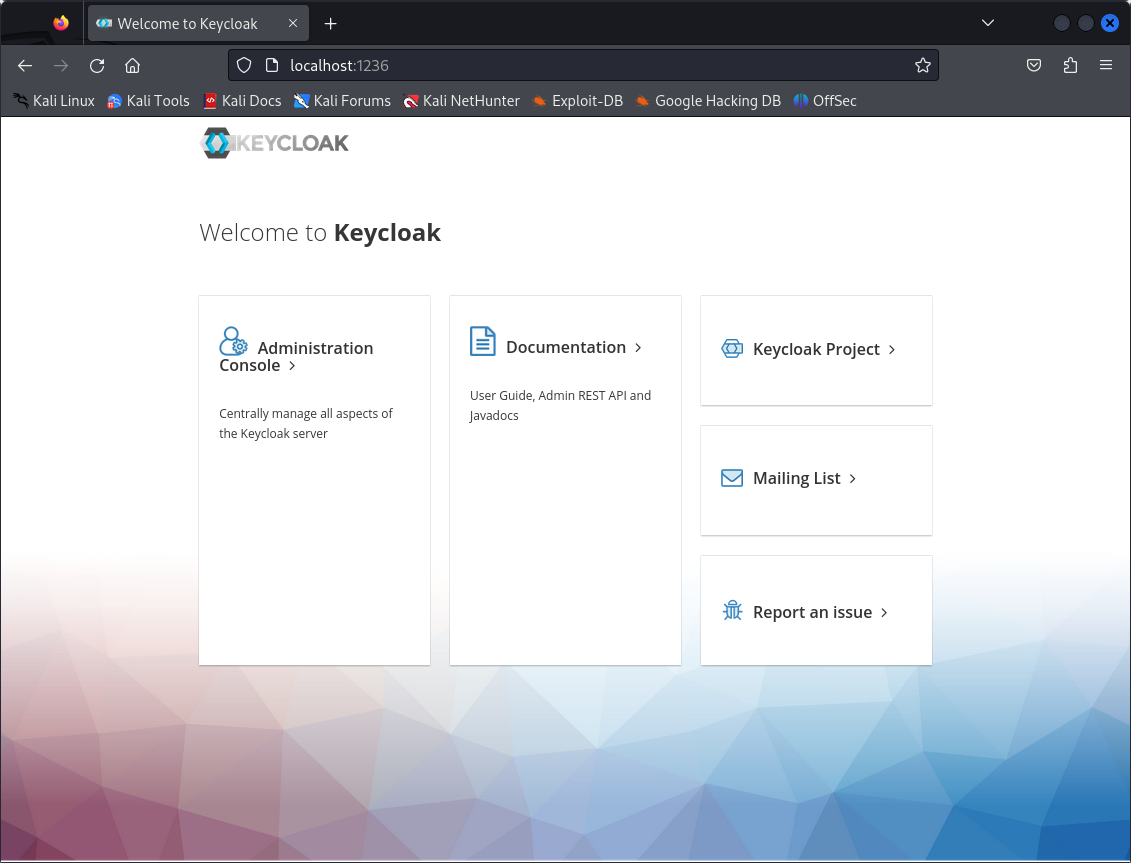 Welcome to Keycloak
localhost:1236
Kali Linux
Kali Tools
Kali Docs
Kali Forums
Kali NetHunter
Exploit-DB
Google Hacking DB
OffSec
KEYCLOAK
Welcome to Keycloak
Administration
Console
Centrally manage all aspects of
the Keycloak server
Documentation
User Guide, Admin REST API and
Javadocs
Keycloak Project
Mailing List
Report an issue